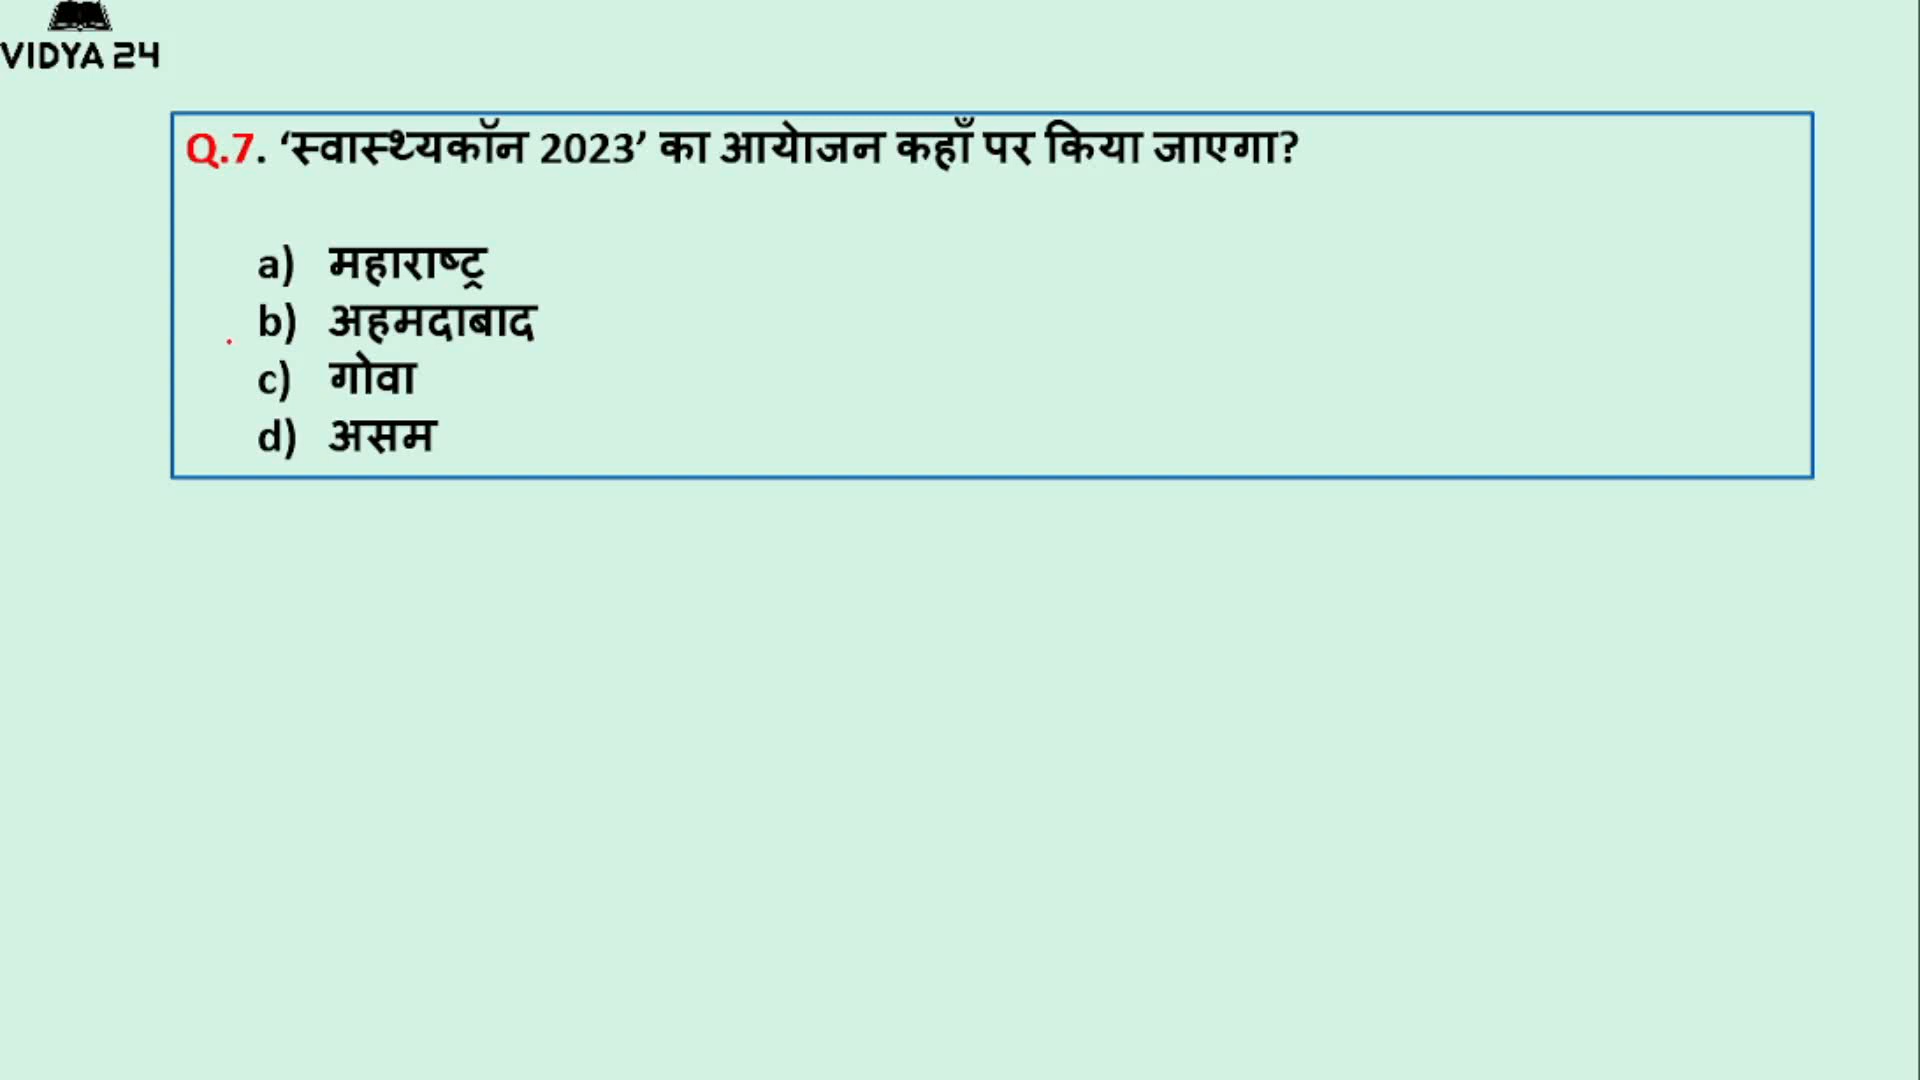 VIDYA 24
Q.7. ‘स्वास्थ्यकॉन 2023’ का आयोजन कहाँ पर किया जाएगा?
a) महाराष्ट्र
b) अहमदाबाद
c) गोवा
d) असम